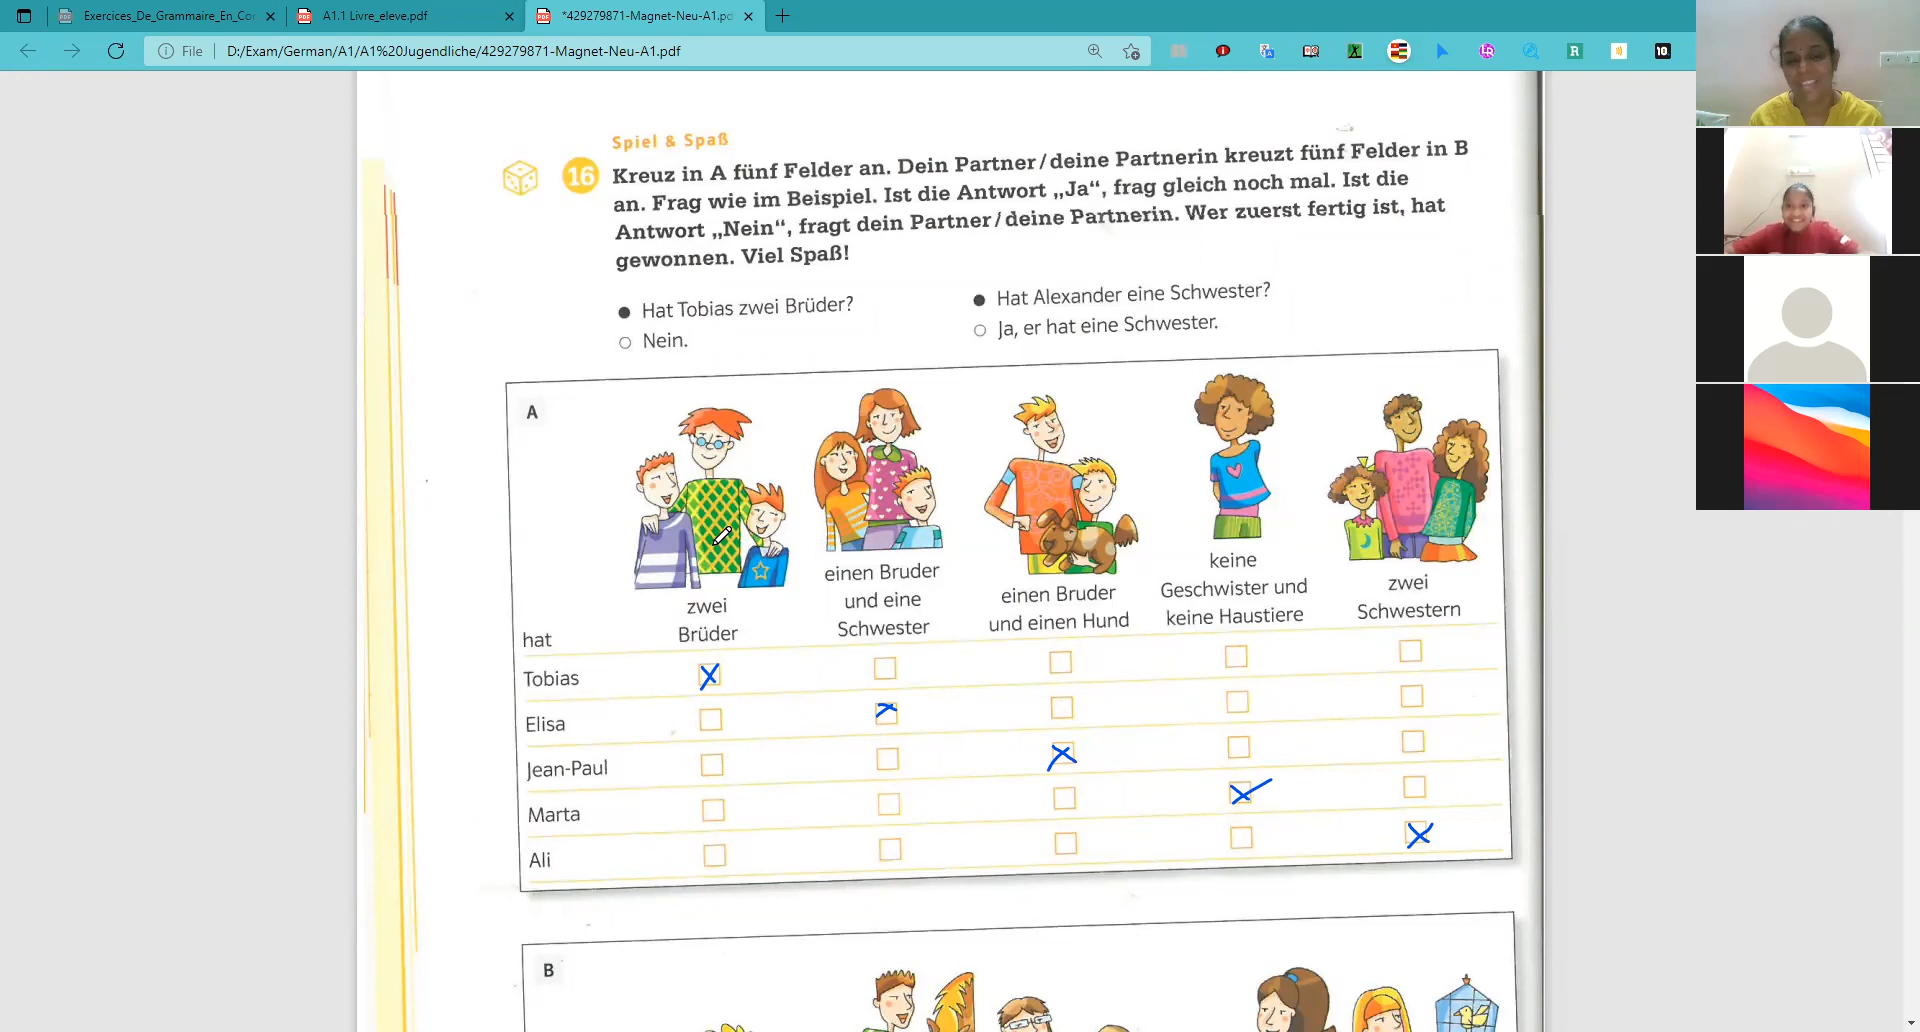 Exercices_De_Grammaire_En_Cor
A1.1 Livre_eleve.pdf
*429279871-Magnet-Neu-A1.pd
File
D:/Exam/German/A1/A1%20Jugendliche/429279871-Magnet-Neu-A1.pdf
Spiel & Spaß
16 Kreuz in A fünf Felder an. Dein Partner/deine Partnerin kreuzt fünf Felder in B
an. Frag wie im Beispiel. Ist die Antwort „Ja“, frag gleich noch mal. Ist die
Antwort „Nein“, fragt dein Partner/deine Partnerin. Wer zuerst fertig ist, hat
gewonnen. Viel Spaß!
● Hat Tobias zwei Brüder?
○ Nein.
● Hat Alexander eine Schwester?
○ Ja, er hat eine Schwester.
A
hat
zwei
Brüder
einen Bruder
und eine
Schwester
einen Bruder
und einen Hund
keine
Geschwister und
keine Haustiere
zwei
Schwestern
Tobias
Elisa
Jean-Paul
Marta
Ali
B